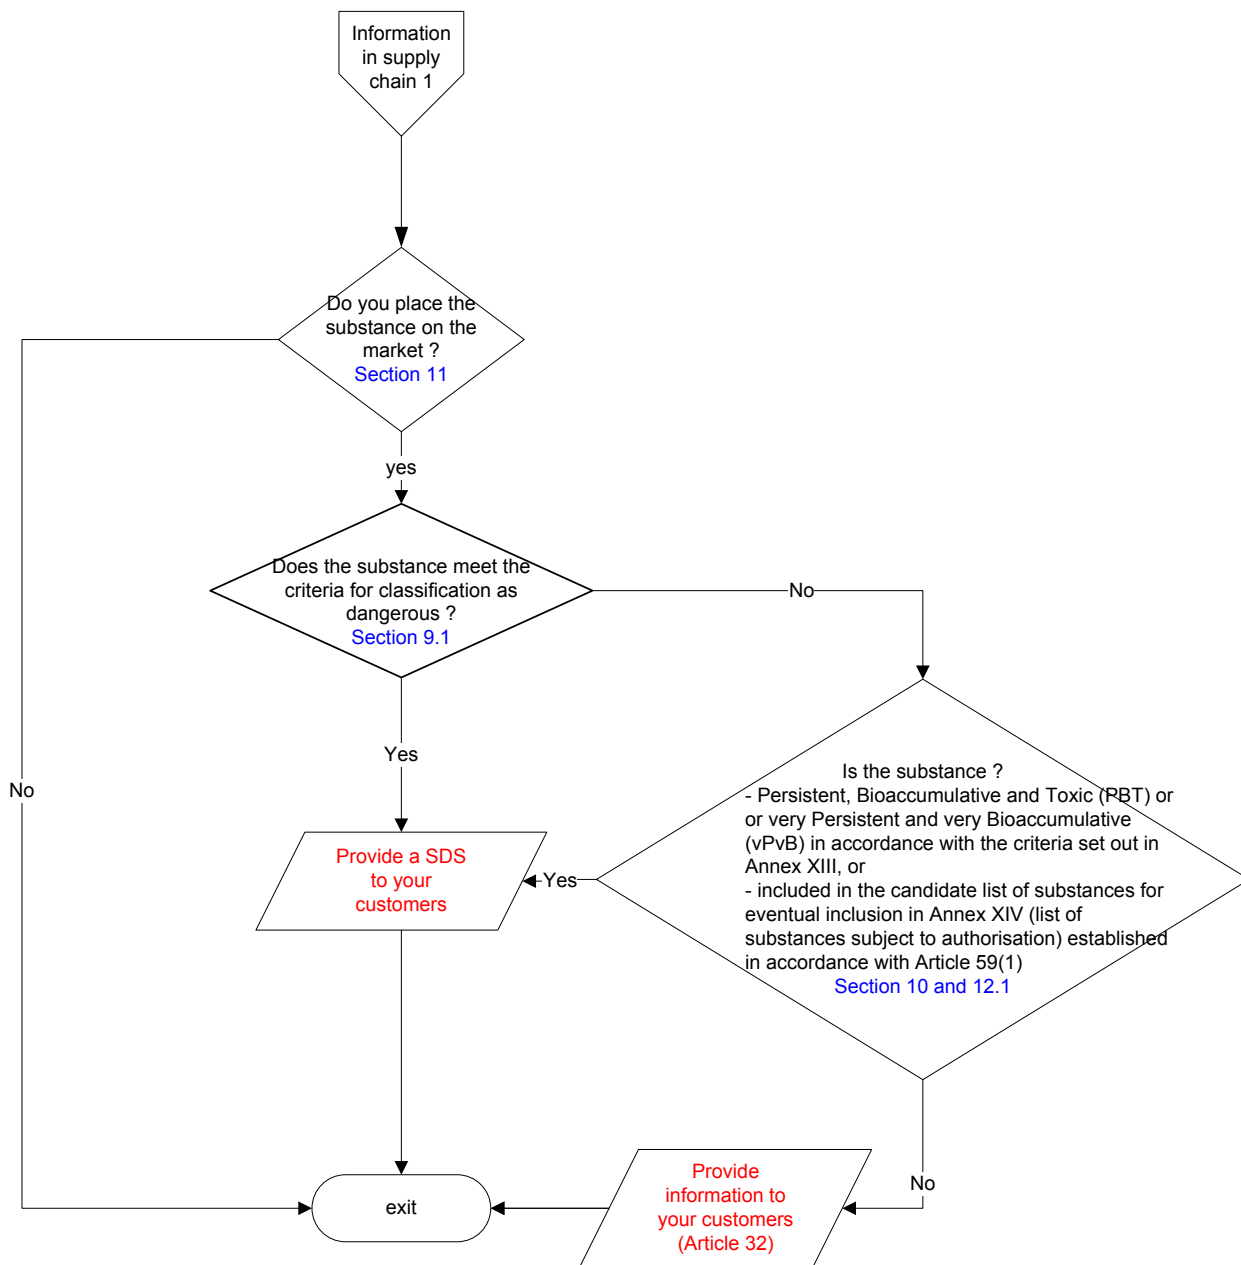 Information
in supply
chain 1
Do you place the
substance on the
market ?
Section 11
yes
Does the substance meet the
criteria for classification as
dangerous ?
Section 9.1
No
Yes
No
Is the substance ?
- Persistent, Bioaccumulative and Toxic (PBT) or
or very Persistent and very Bioaccumulative
(vPvB) in accordance with the criteria set out in
Annex XIII, or
- included in the candidate list of substances for
eventual inclusion in Annex XIV (list of
substances subject to authorisation) established
in accordance with Article 59(1)
Section 10 and 12.1
Provide a SDS
to your
customers
Yes
No
Provide
information to
your customers
(Article 32)
exit